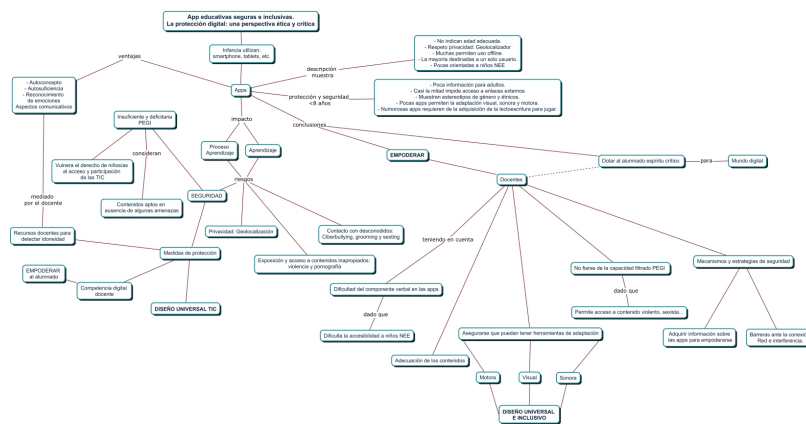 App educativas seguras e inclusivas.
La protección digital: una perspectiva ética y crítica
Infancia utilizan:
smartphone, tablets, etc.
ventajas
descripción
muestra
- No indican edad adecuada.
- Respeto privacidad: Geolocalizador
- Muchas permiten uso offline.
- La mayoría destinadas a un solo usuario.
- Pocas orientadas a niños NEE
- Autoconcepto
- Autosuficiencia
- Reconocimiento
de emociones
Aspectos comunicativos
Apps
protección y seguridad
<8 años
- Poca información para adultos.
- Casi la mitad impide acceso a enlaces externos
- Muestran estereotipos de género y étnicos.
- Pocas apps permiten la adaptación visual, sonora y motora.
- Numerosas apps requieren de la adquisición de la lectoescritura para jugar.
Insuficiente y deficitaria
PEGI
impacto
conclusiones
consideran
Proceso
Aprendizaje
Aprendizaje
EMPODERAR
Dotar al alumnado espíritu crítico
para
Mundo digital
Vulnera el derecho de niños/as
al acceso y participación
de las TIC
riesgos
Docentes
SEGURIDAD
mediado
por el docente
Contenidos aptos en
ausencia de algunas amenazas
Privacidad: Geolocalización
Contacto con desconodidos:
Ciberbullying, grooming y sexting
teniendo en cuenta
Recursos docentes para
detectar idoneidad
Medidas de protección
Exposición y acceso a contenidos inapropiados:
violencia y pornografía
No fiarse de la capacidad filtrado PEGI
Mecanismos y estrategias de seguridad
EMPODERAR
al alumnado
Competencia digital
docente
Dificultad del componente verbal en las apps
dado que
dado que
Permite acceso a contenido violento, sexista...
DISEÑO UNIVERSAL TIC
Dificulta la accesibilidad a niños NEE
Asegurarse que puedan tener herramientas de adaptación
Adquirir información sobre
las apps para empoderarse
Barreras ante la conexión
Red e interferencia.
Adecuación de los contenidos
Motora
Visual
Sonora
DISEÑO UNIVERSAL
E INCLUSIVO